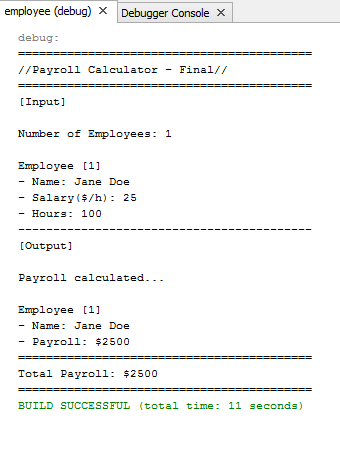 employee (debug) × Debugger Console ×
debug:
==========================================
//Payroll Calculator - Final//
==========================================
[Input]
Number of Employees: 1
Employee [1]
- Name: Jane Doe
- Salary($/h): 25
- Hours: 100
------------------------------------------
[Output]
Payroll calculated...
Employee [1]
- Name: Jane Doe
- Payroll: $2500
==========================================
Total Payroll: $2500
==========================================
BUILD SUCCESSFUL (total time: 11 seconds)